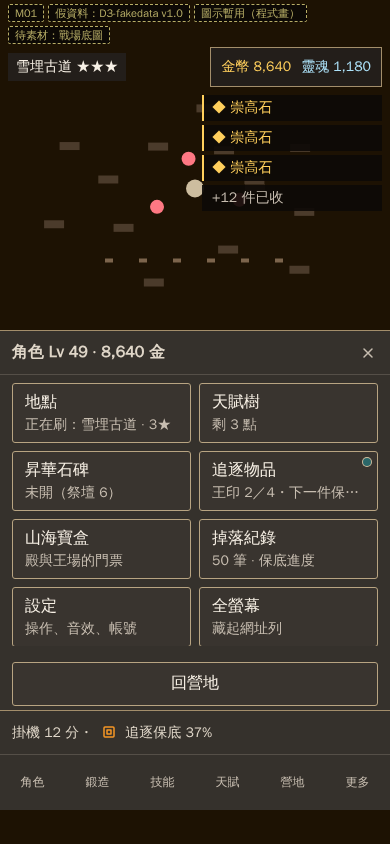 M01 假資料：D3-fakedata v1.0 圖示暫用（程式畫）
待素材：戰場底圖
雪埋古道 ★★★
金幣 8,640 靈魂 1,180
◆ 崇高石
◆ 崇高石
◆ 崇高石
+12 件已收
角色 Lv 49 · 8,640 金 ×
地點
正在刷：雪埋古道 · 3★
天賦樹
剩 3 點
昇華石碑
未開（祭壇 6）
追逐物品
王印 2／4・下一件保⋯
山海寶盒
殿與王場的門票
掉落紀錄
50 筆 · 保底進度
設定
操作、音效、帳號
全螢幕
藏起網址列
回營地
掛機 12 分・ 追逐保底 37%
角色 鍛造 技能 天賦 營地 更多